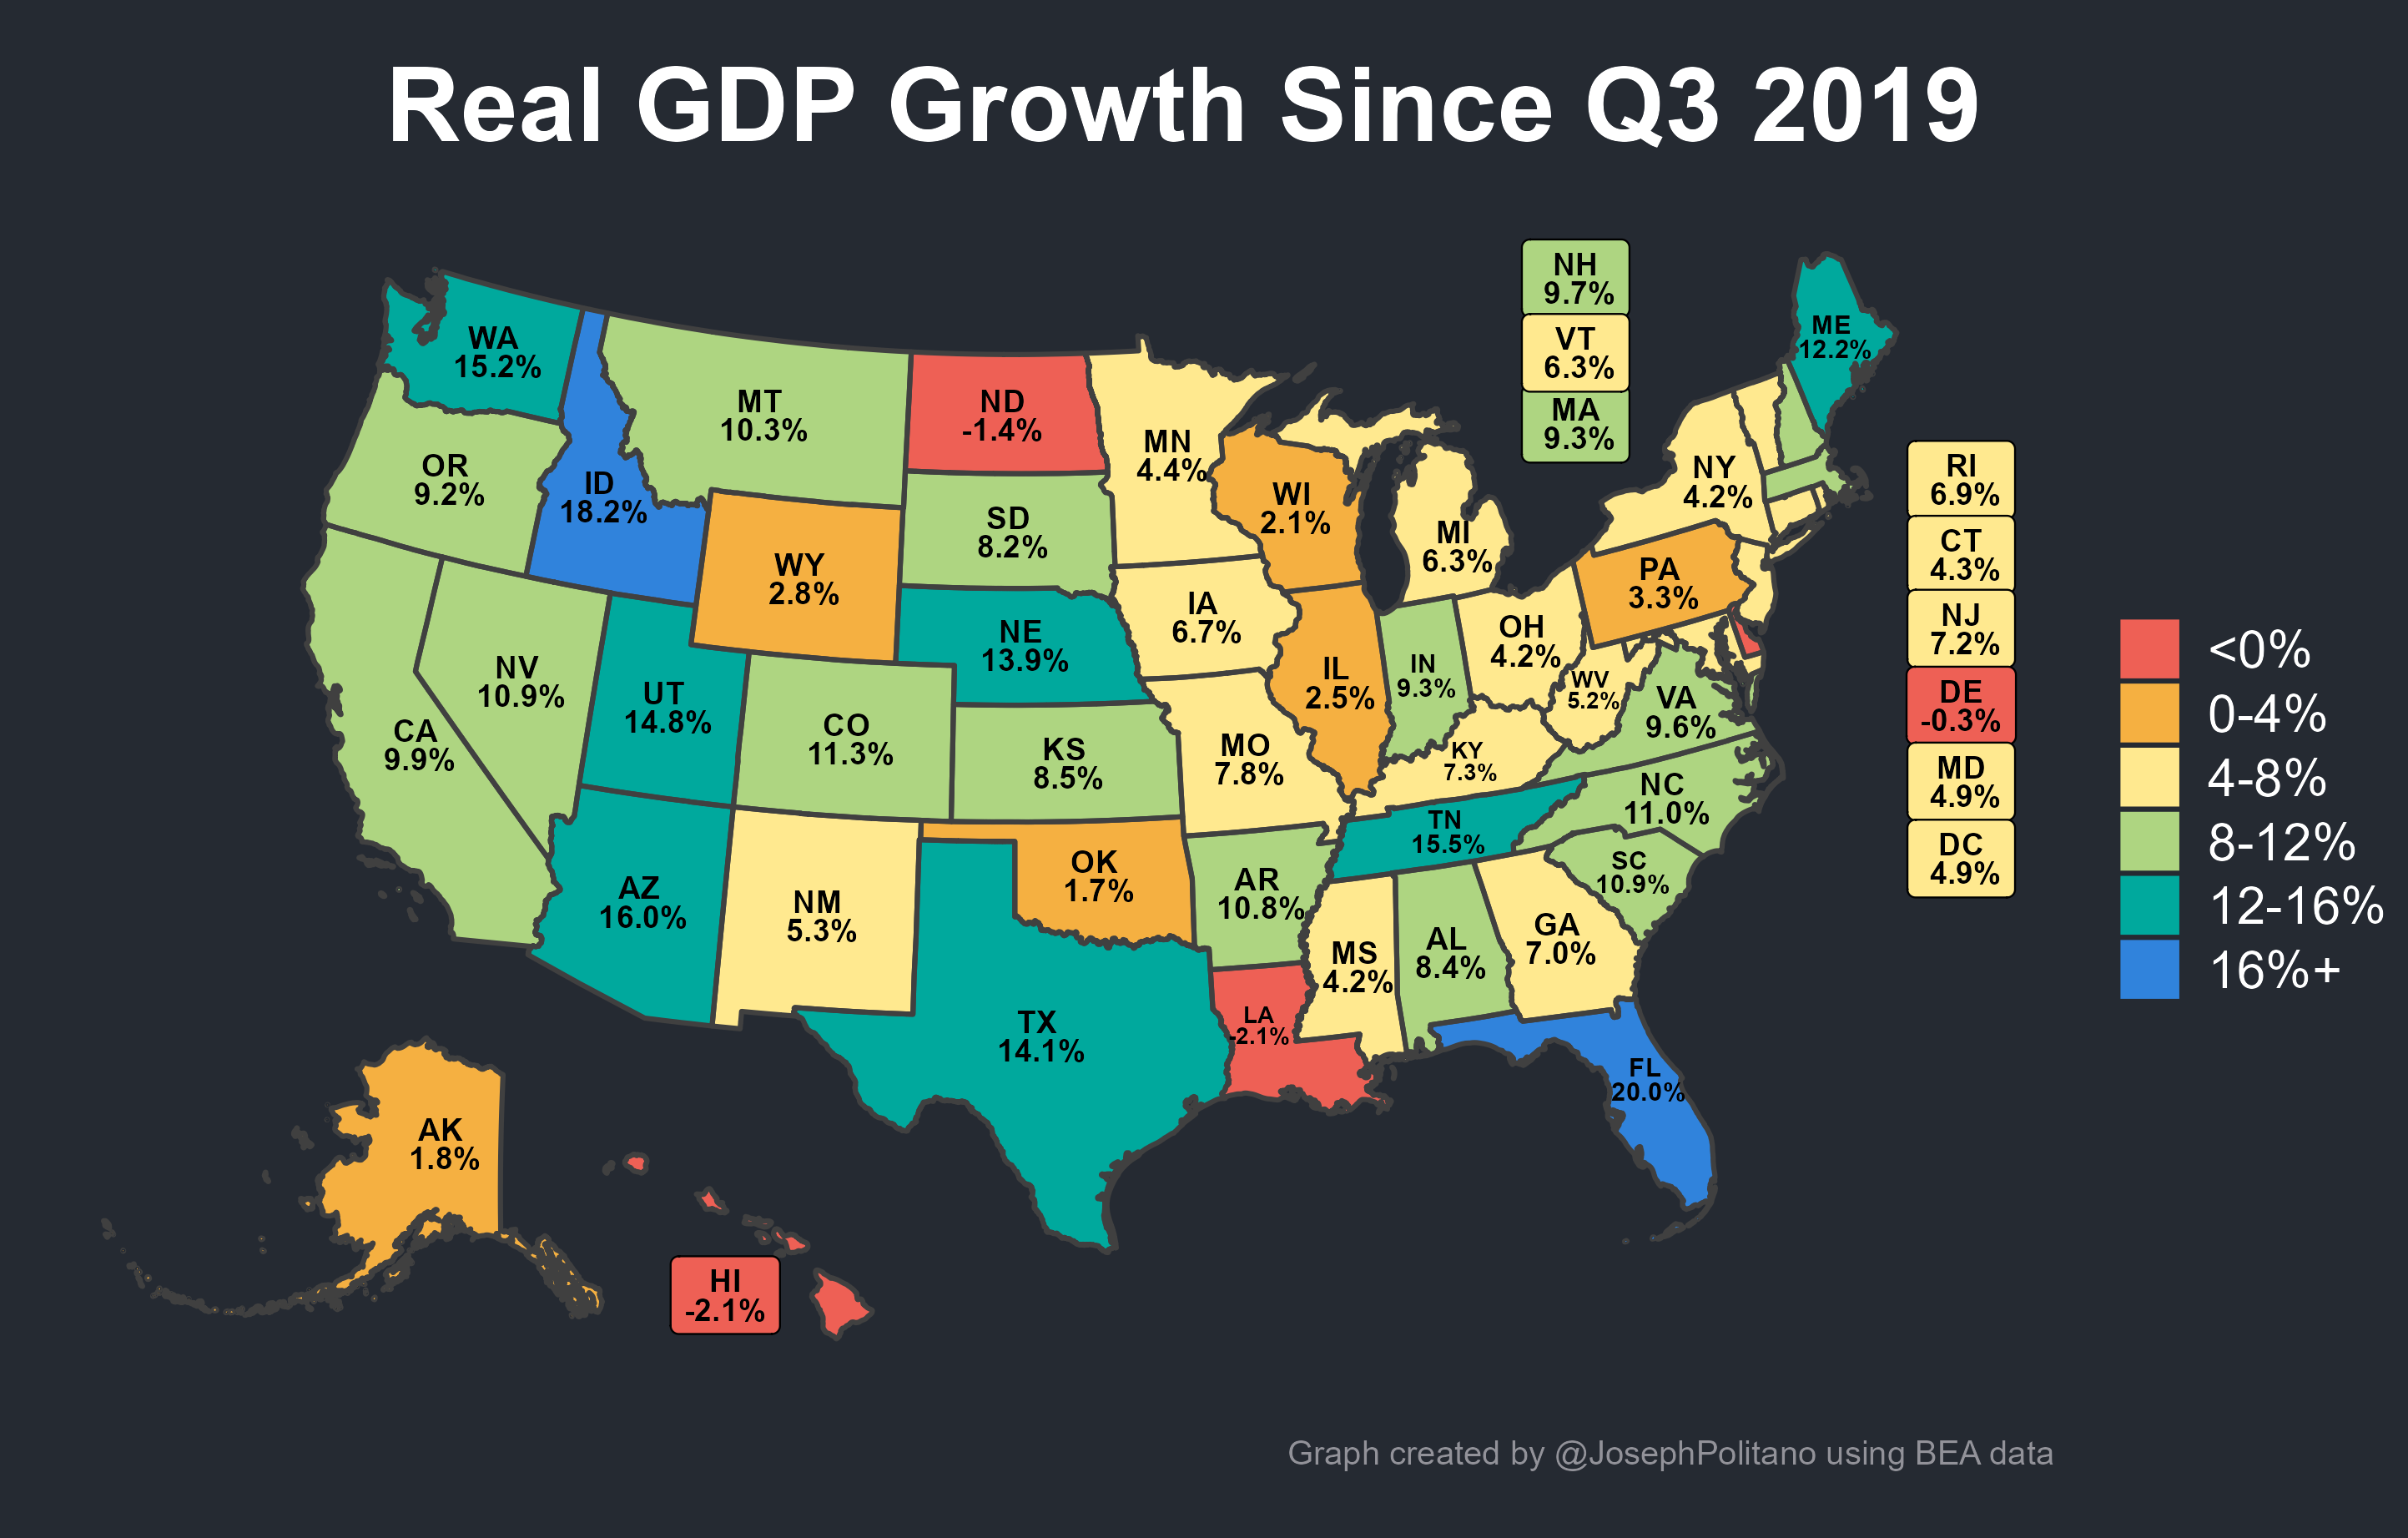 Real GDP Growth Since Q3 2019
NH
9.7%
VT
6.3%
MA
9.3%
ME
12.2%
WA
15.2%
MT
10.3%
ND
-1.4%
MN
4.4%
OR
9.2%
ID
18.2%
WI
2.1%
NY
4.2%
RI
6.9%
SD
8.2%
MI
6.3%
WY
2.8%
PA
3.3%
CT
4.3%
IA
6.7%
NE
13.9%
OH
4.2%
NJ
7.2%
NV
10.9%
UT
14.8%
IL
2.5%
IN
9.3%
WV
5.2%
VA
9.6%
DE
-0.3%
CA
9.9%
CO
11.3%
KS
8.5%
MO
7.8%
KY
7.3%
NC
11.0%
MD
4.9%
TN
15.5%
AZ
16.0%
NM
5.3%
OK
1.7%
AR
10.8%
SC
10.9%
DC
4.9%
MS
4.2%
AL
8.4%
GA
7.0%
TX
14.1%
LA
-2.1%
FL
20.0%
AK
1.8%
HI
-2.1%
<0%
0-4%
4-8%
8-12%
12-16%
16%+
Graph created by @JosephPolitano using BEA data